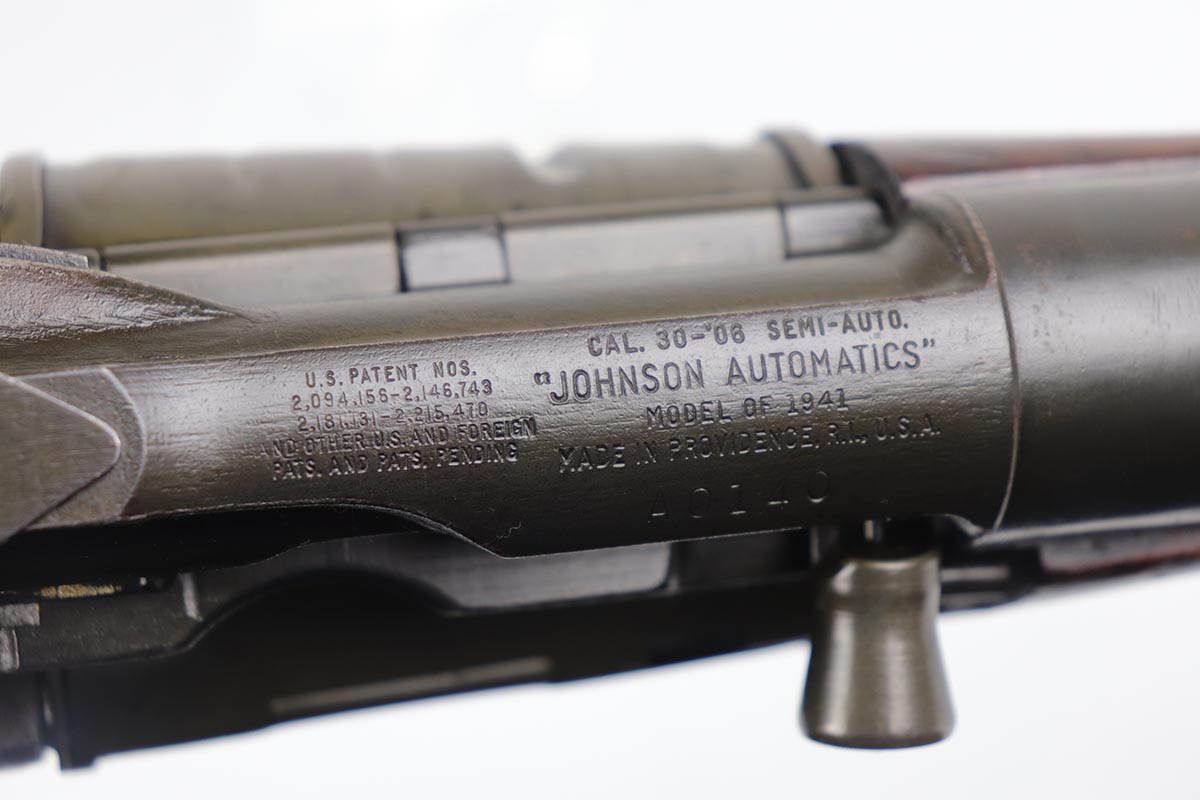 U.S. PATENT NOS.
2,094,156-2,146,743
2,181,131-2,215,470
AND OTHER U.S. AND FOREIGN
PATS. AND PATS. PENDING
CAL. 30-'06 SEMI-AUTO.
"JOHNSON AUTOMATICS"
MODEL OF 1941
MADE IN PROVIDENCE, R.I., U.S.A.
A0140